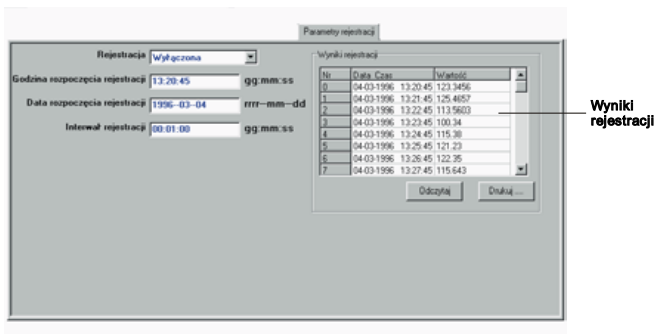 Parametry rejestracji
Rejestracja Wyłączona
Godzina rozpoczęcia rejestracji 13:20:45 gg:mm:ss
Data rozpoczęcia rejestracji 1996--03--04 rrrr--mm--dd
Interwał rejestracji 00:01:00 gg:mm:ss
Wyniki rejestracji
Nr Data Czas Wartość
0 04-03-1996 13:20:45 123.3456
1 04-03-1996 13:21:45 125.4657
2 04-03-1996 13:22:45 113.5603
3 04-03-1996 13:23:45 100.34
4 04-03-1996 13:24:45 115.38
5 04-03-1996 13:25:45 121.23
6 04-03-1996 13:26:45 122.35
7 04-03-1996 13:27:45 115.643
Odczytaj Drukuj ....
Wyniki
rejestracji